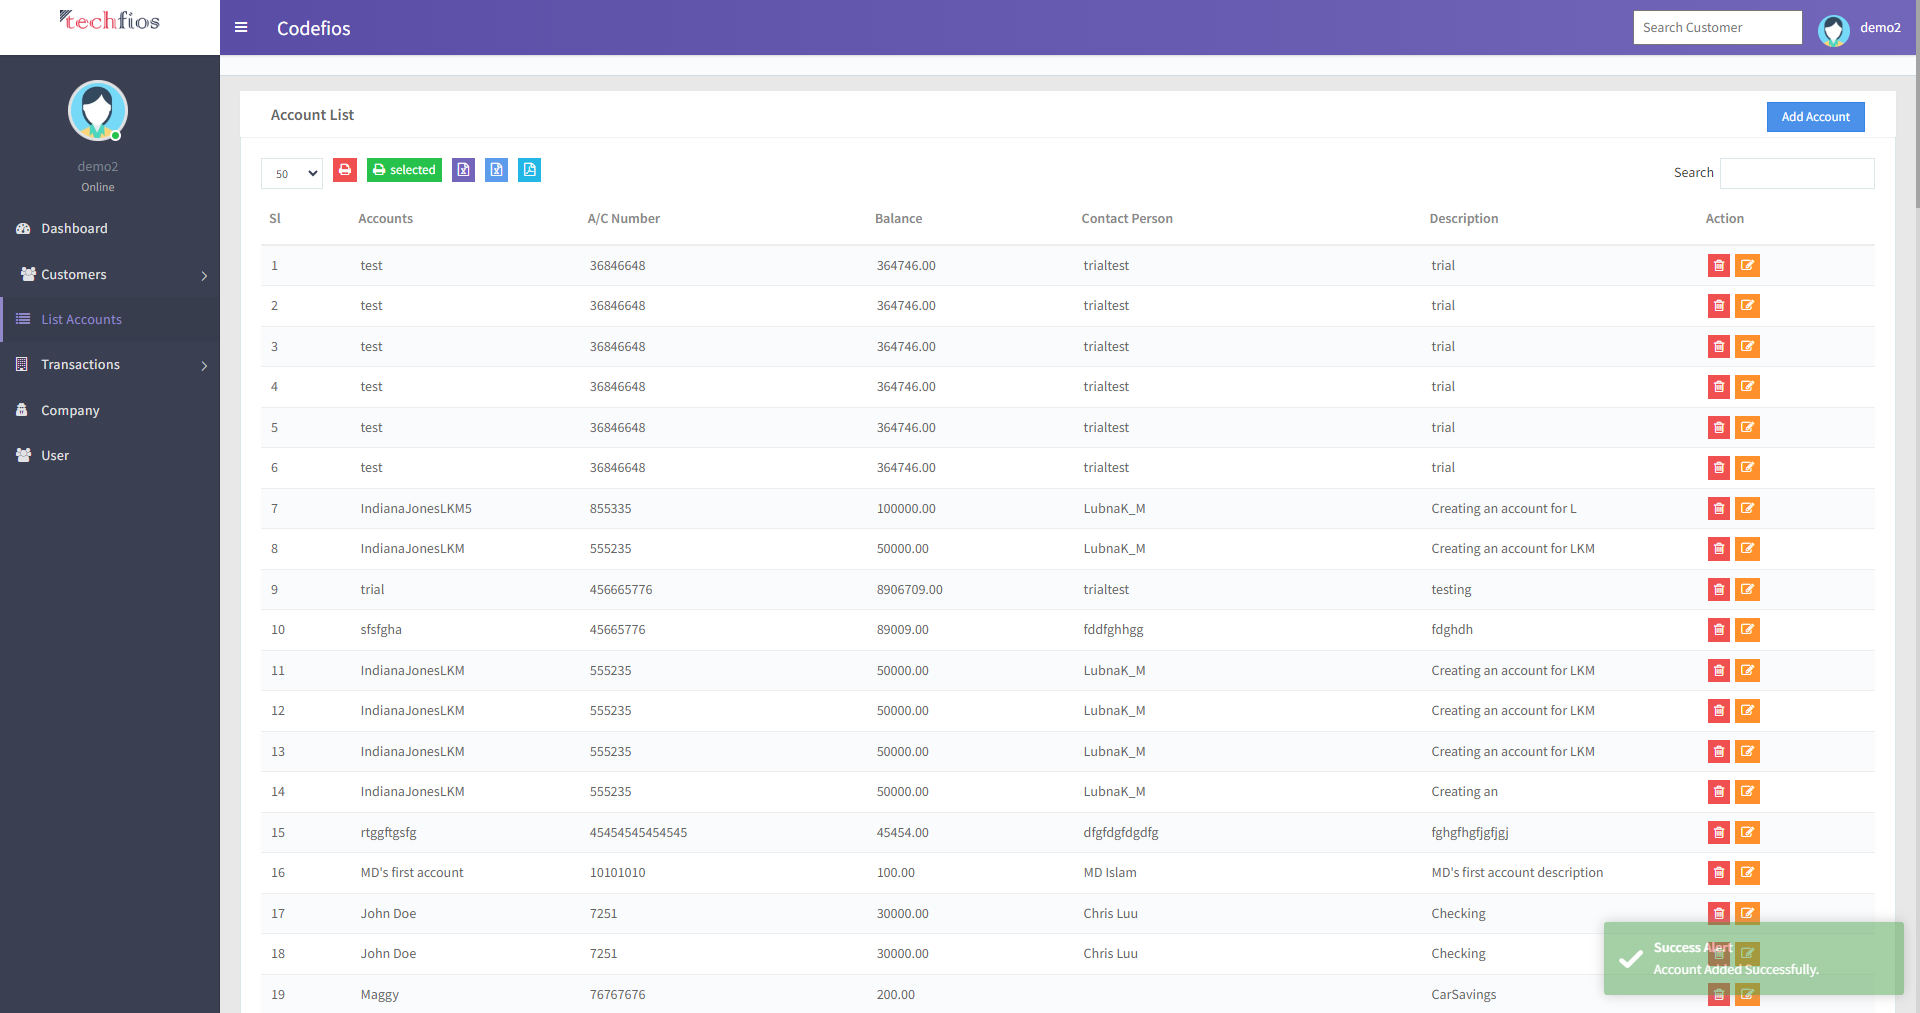 techfios
Codefios
Search Customer
demo2
demo2
Online
Dashboard
Customers
List Accounts
Transactions
Company
User
Account List
Add Account
50
selected
Search
Sl Accounts A/C Number Balance Contact Person Description Action
1 test 36846648 364746.00 trialtest trial
2 test 36846648 364746.00 trialtest trial
3 test 36846648 364746.00 trialtest trial
4 test 36846648 364746.00 trialtest trial
5 test 36846648 364746.00 trialtest trial
6 test 36846648 364746.00 trialtest trial
7 IndianaJonesLKM5 855335 100000.00 LubnaK_M Creating an account for L
8 IndianaJonesLKM 555235 50000.00 LubnaK_M Creating an account for LKM
9 trial 456665776 8906709.00 trialtest testing
10 sfsfgha 45665776 89009.00 fddfghhgg fdghdh
11 IndianaJonesLKM 555235 50000.00 LubnaK_M Creating an account for LKM
12 IndianaJonesLKM 555235 50000.00 LubnaK_M Creating an account for LKM
13 IndianaJonesLKM 555235 50000.00 LubnaK_M Creating an account for LKM
14 IndianaJonesLKM 555235 50000.00 LubnaK_M Creating an
15 rtggftgsfg 45454545454545 45454.00 dfgfdgfdgdfg fghgfhgfjgfjgj
16 MD's first account 10101010 100.00 MD Islam MD's first account description
17 John Doe 7251 30000.00 Chris Luu Checking
18 John Doe 7251 30000.00 Chris Luu Checking
19 Maggy 76767676 200.00 CarSavings
Success Alert
Account Added Successfully.